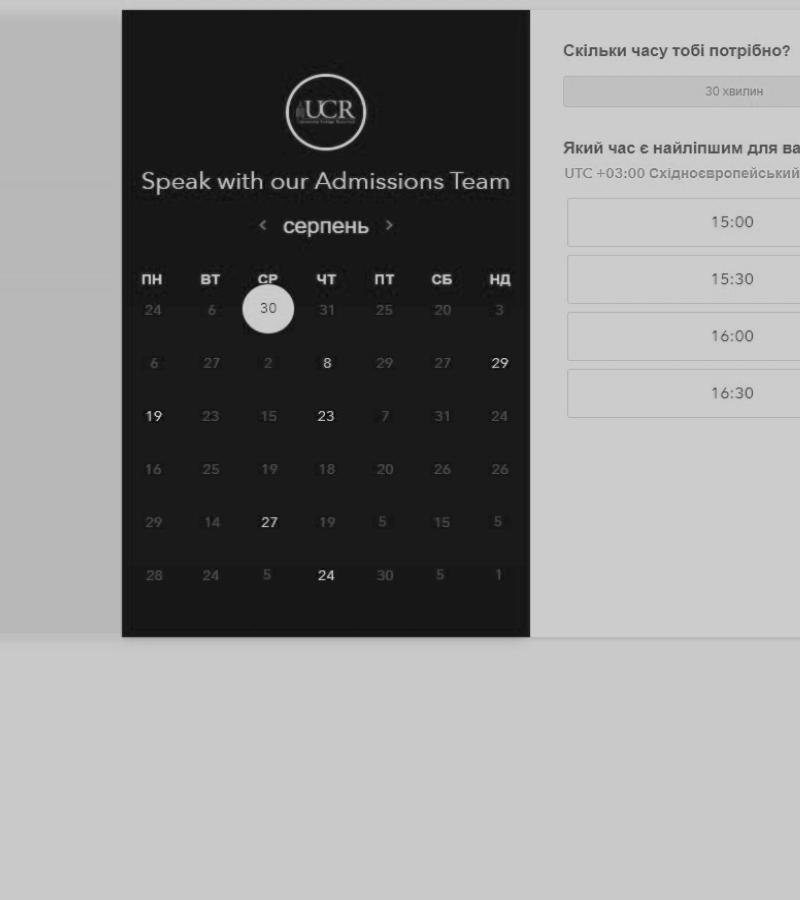 UCR
Speak with our Admissions Team
< серпень >
ПН ВТ СР ЧТ ПТ СБ НД
24 6 30 31 25 20 3
6 27 2 8 29 27 29
19 23 15 23 7 31 24
16 25 19 18 20 26 26
29 14 27 19 5 15 5
28 24 5 24 30 5 1
Скільки часу тобі потрібно?
30 хвилин
Який час є найліпшим для ва
UTC +03:00 Східноєвропейський
15:00
15:30
16:00
16:30